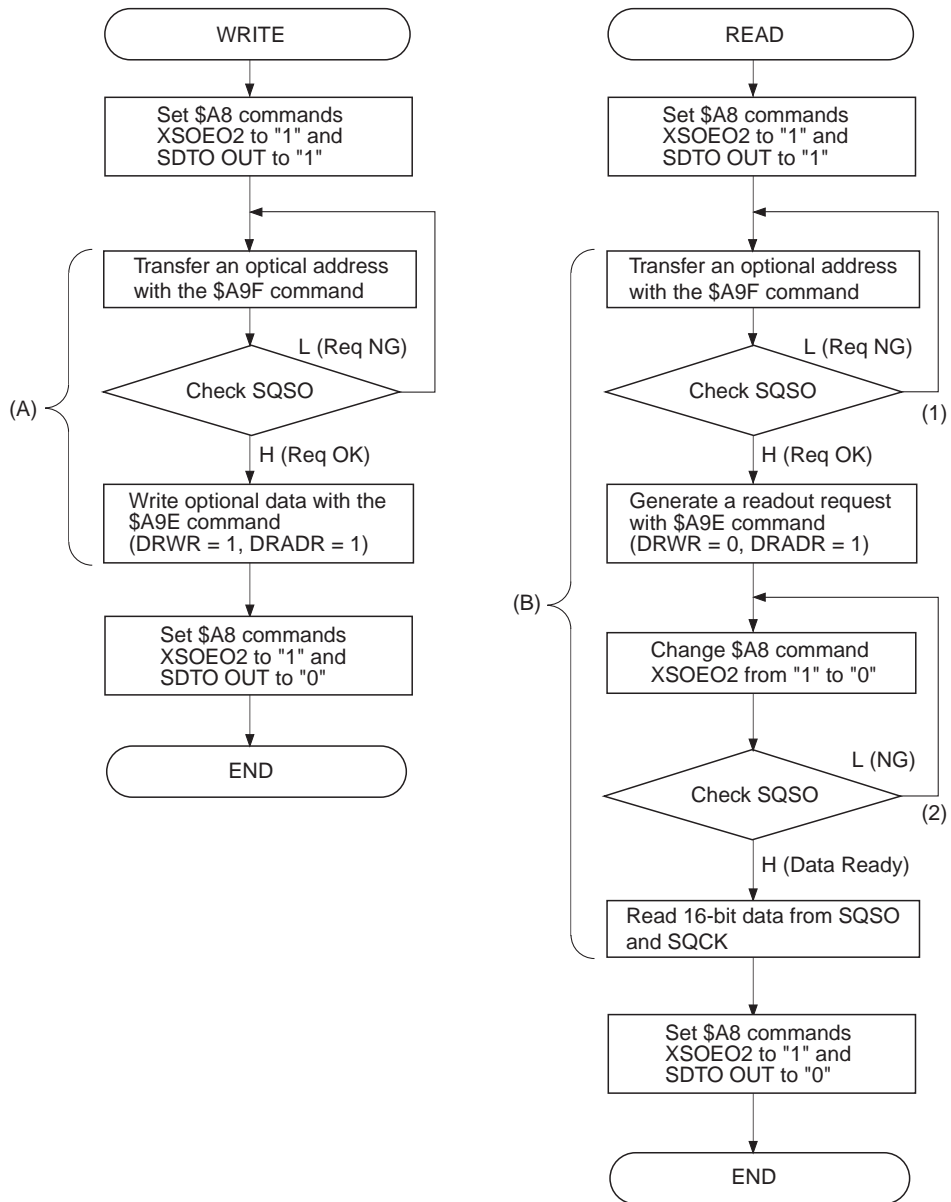 WRITE
Set $A8 commands
XSOEO2 to "1" and
SDTO OUT to "1"
Transfer an optical address
with the $A9F command
L (Req NG)
Check SQSO
(A)
H (Req OK)
Write optional data with the
$A9E command
(DRWR = 1, DRADR = 1)
Set $A8 commands
XSOEO2 to "1" and
SDTO OUT to "0"
END
READ
Set $A8 commands
XSOEO2 to "1" and
SDTO OUT to "1"
Transfer an optional address
with the $A9F command
L (Req NG)
Check SQSO
(1)
H (Req OK)
Generate a readout request
with $A9E command
(DRWR = 0, DRADR = 1)
(B)
Change $A8 command
XSOEO2 from "1" to "0"
L (NG)
Check SQSO
(2)
H (Data Ready)
Read 16-bit data from SQSO
and SQCK
Set $A8 commands
XSOEO2 to "1" and
SDTO OUT to "0"
END